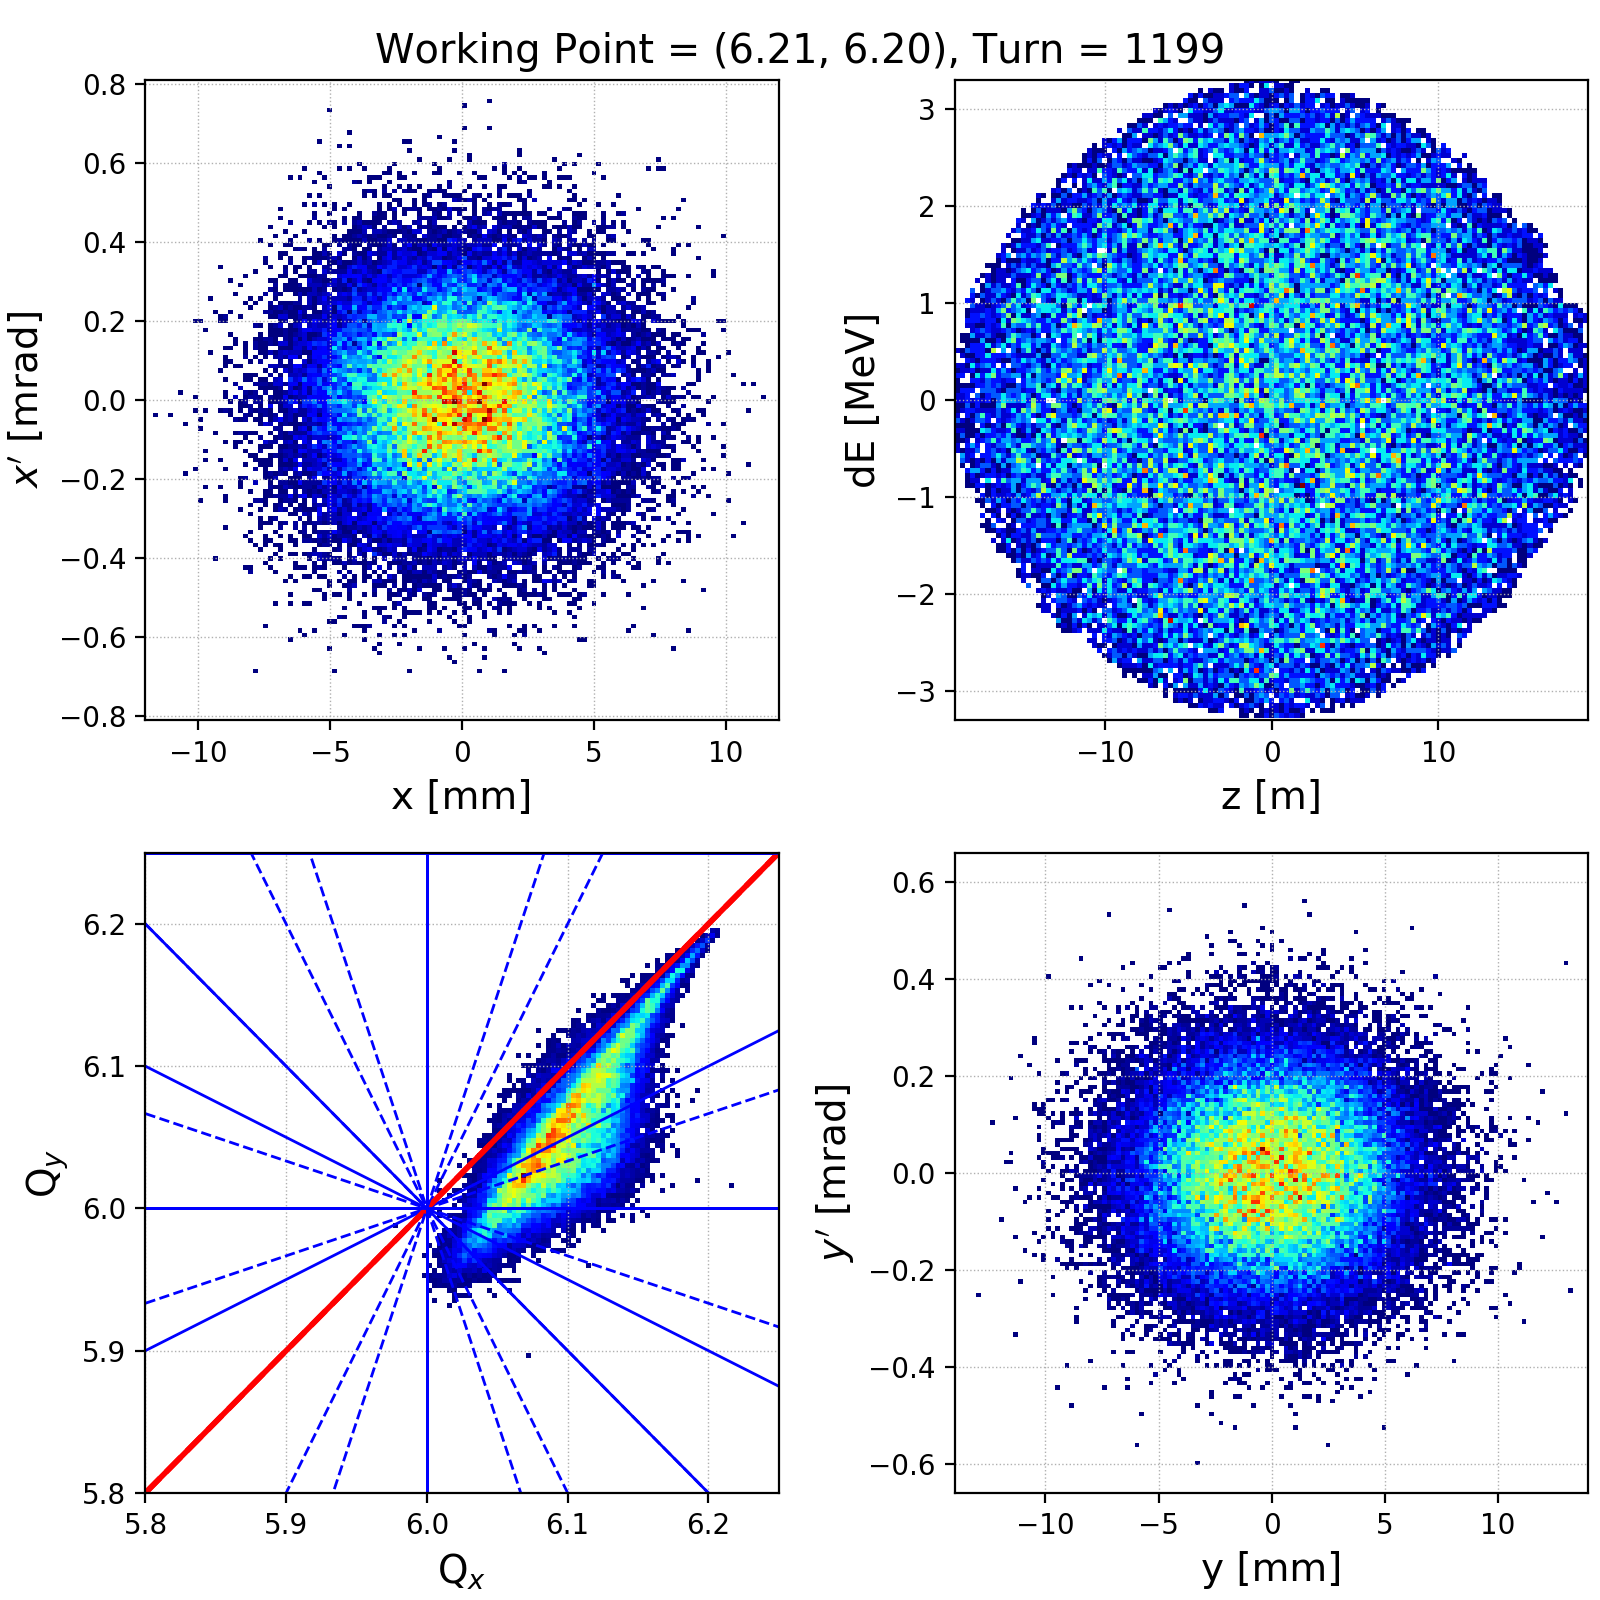 Working Point = (6.21, 6.20), Turn = 1199
0.8
0.6
0.4
0.2
0.0
−0.2
−0.4
−0.6
−0.8
x′ [mrad]
−10 −5 0 5 10
x [mm]
3
2
1
0
−1
−2
−3
dE [MeV]
−10 0 10
z [m]
6.2
6.1
6.0
5.9
5.8
Qy
5.8 5.9 6.0 6.1 6.2
Qx
0.6
0.4
0.2
0.0
−0.2
−0.4
−0.6
y′ [mrad]
−10 −5 0 5 10
y [mm]